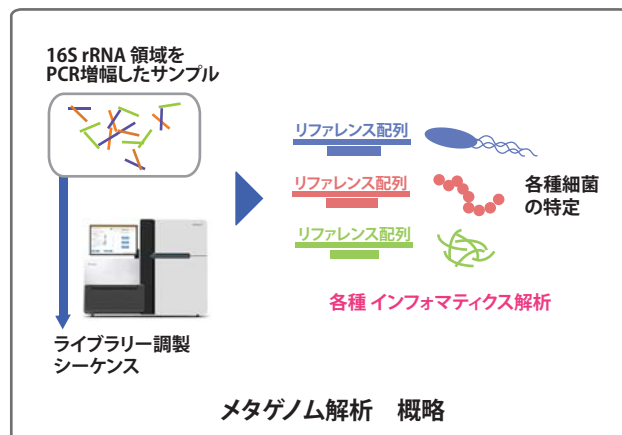 16S rRNA 領域を
PCR増幅したサンプル
リファレンス配列
リファレンス配列
各種細菌
の特定
リファレンス配列
各種 インフォマティクス解析
ライブラリー調製
シーケンス
メタゲノム解析　概略